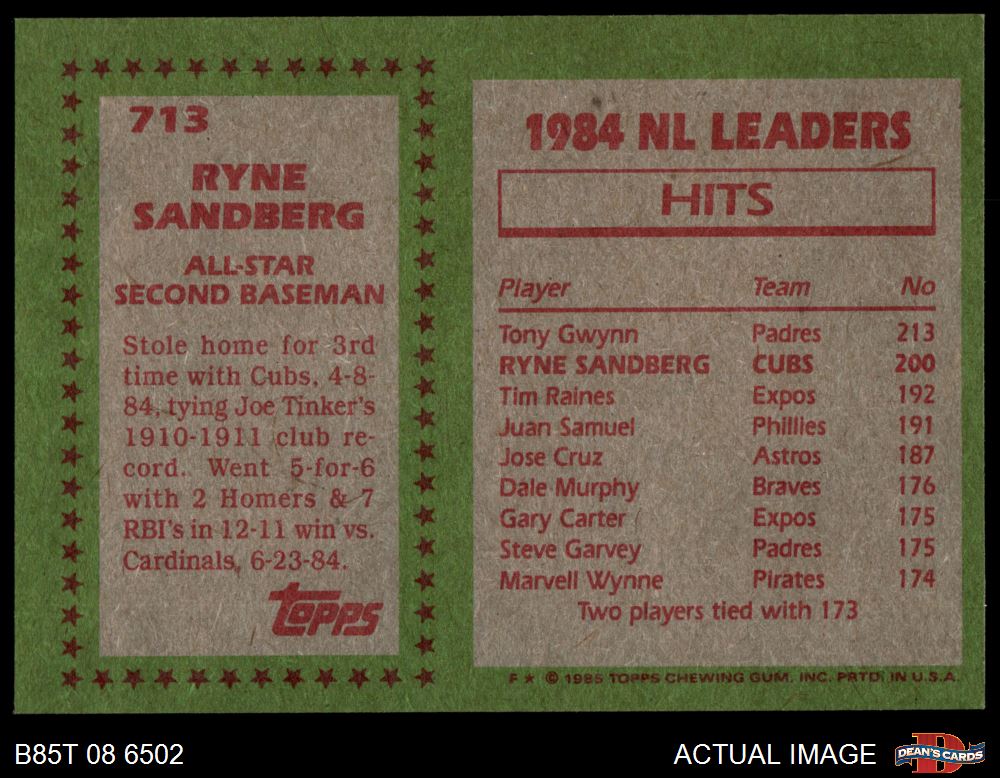 713
RYNE
SANDBERG
ALL-STAR
SECOND BASEMAN
Stole home for 3rd
time with Cubs, 4-8-
84, tying Joe Tinker's
1910-1911 club re-
cord. Went 5-for-6
with 2 Homers & 7
RBI's in 12-11 win vs.
Cardinals, 6-23-84.
Topps
1984 NL LEADERS
HITS
Player Team No
Tony Gwynn Padres 213
RYNE SANDBERG CUBS 200
Tim Raines Expos 192
Juan Samuel Phillies 191
Jose Cruz Astros 187
Dale Murphy Braves 176
Gary Carter Expos 175
Steve Garvey Padres 175
Marvell Wynne Pirates 174
Two players tied with 173
F ★ © 1985 TOPPS CHEWING GUM, INC. PRTD. IN U.S.A.
B85T 08 6502
ACTUAL IMAGE
DEAN'S CARDS